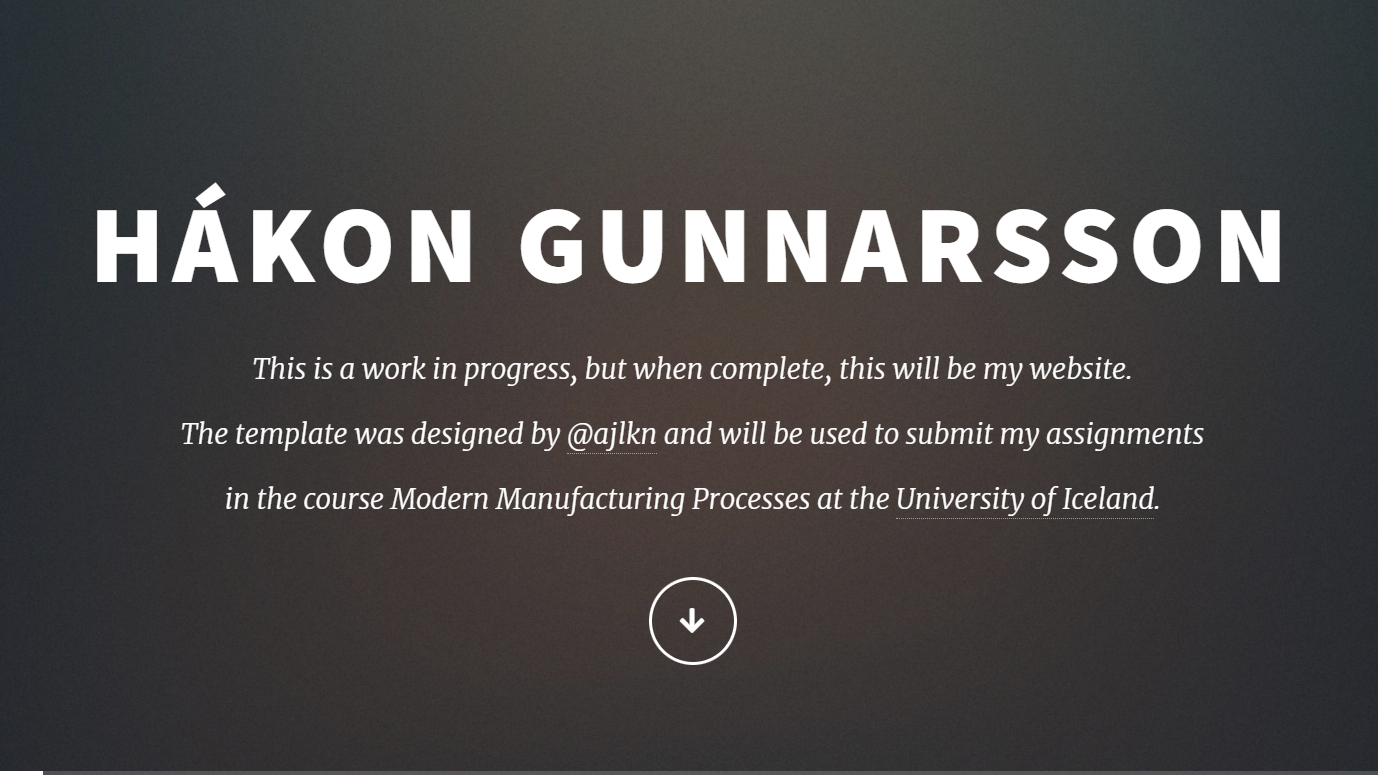 HÁKON GUNNARSSON
This is a work in progress, but when complete, this will be my website.
The template was designed by @ajlkn and will be used to submit my assignments
in the course Modern Manufacturing Processes at the University of Iceland.